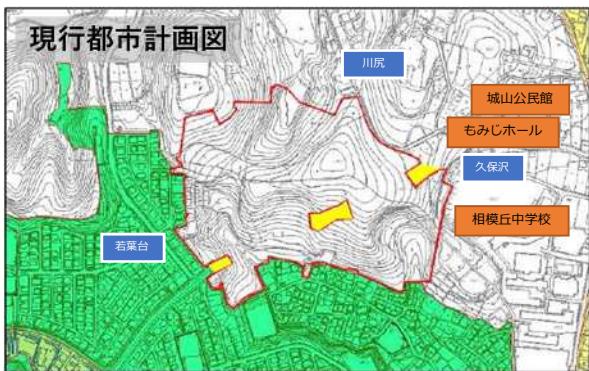 現行都市計画図
川尻
城山公民館
もみじホール
久保沢
相模丘中学校
若葉台